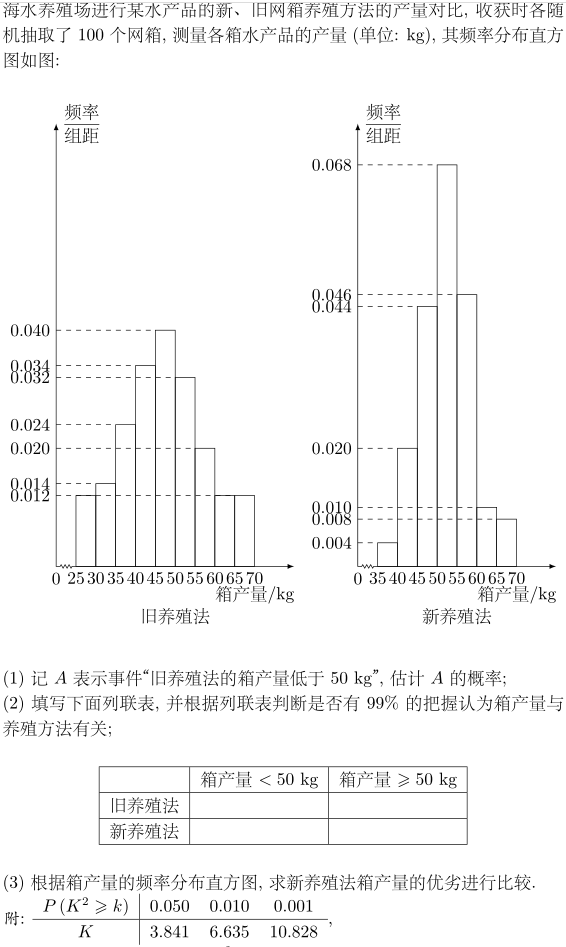 海水养殖场进行某水产品的新、旧网箱养殖方法的产量对比, 收获时各随
机抽取了 100 个网箱, 测量各箱水产品的产量 (单位: kg), 其频率分布直方
图如图:
频率
组距
0.040
0.034
0.032
0.024
0.020
0.014
0.012
0 25 30 35 40 45 50 55 60 65 70
箱产量/kg
旧养殖法
频率
组距
0.068
0.046
0.044
0.020
0.010
0.008
0.004
0 35 40 45 50 55 60 65 70
箱产量/kg
新养殖法
(1) 记 A 表示事件“旧养殖法的箱产量低于 50 kg”, 估计 A 的概率;
(2) 填写下面列联表, 并根据列联表判断是否有 99% 的把握认为箱产量与
养殖方法有关;
箱产量 < 50 kg 箱产量 ⩾ 50 kg
旧养殖法
新养殖法
(3) 根据箱产量的频率分布直方图, 求新养殖法箱产量的优劣进行比较.
附: P (K² ⩾ k) 0.050 0.010 0.001 ,
K 3.841 6.635 10.828